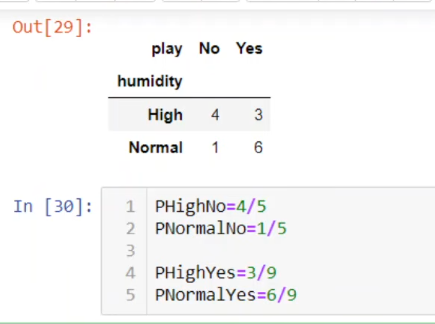 Out[29]:
play No Yes
humidity
High 4 3
Normal 1 6
In [30]:
1 PHighNo=4/5
2 PNormalNo=1/5
3
4 PHighYes=3/9
5 PNormalYes=6/9